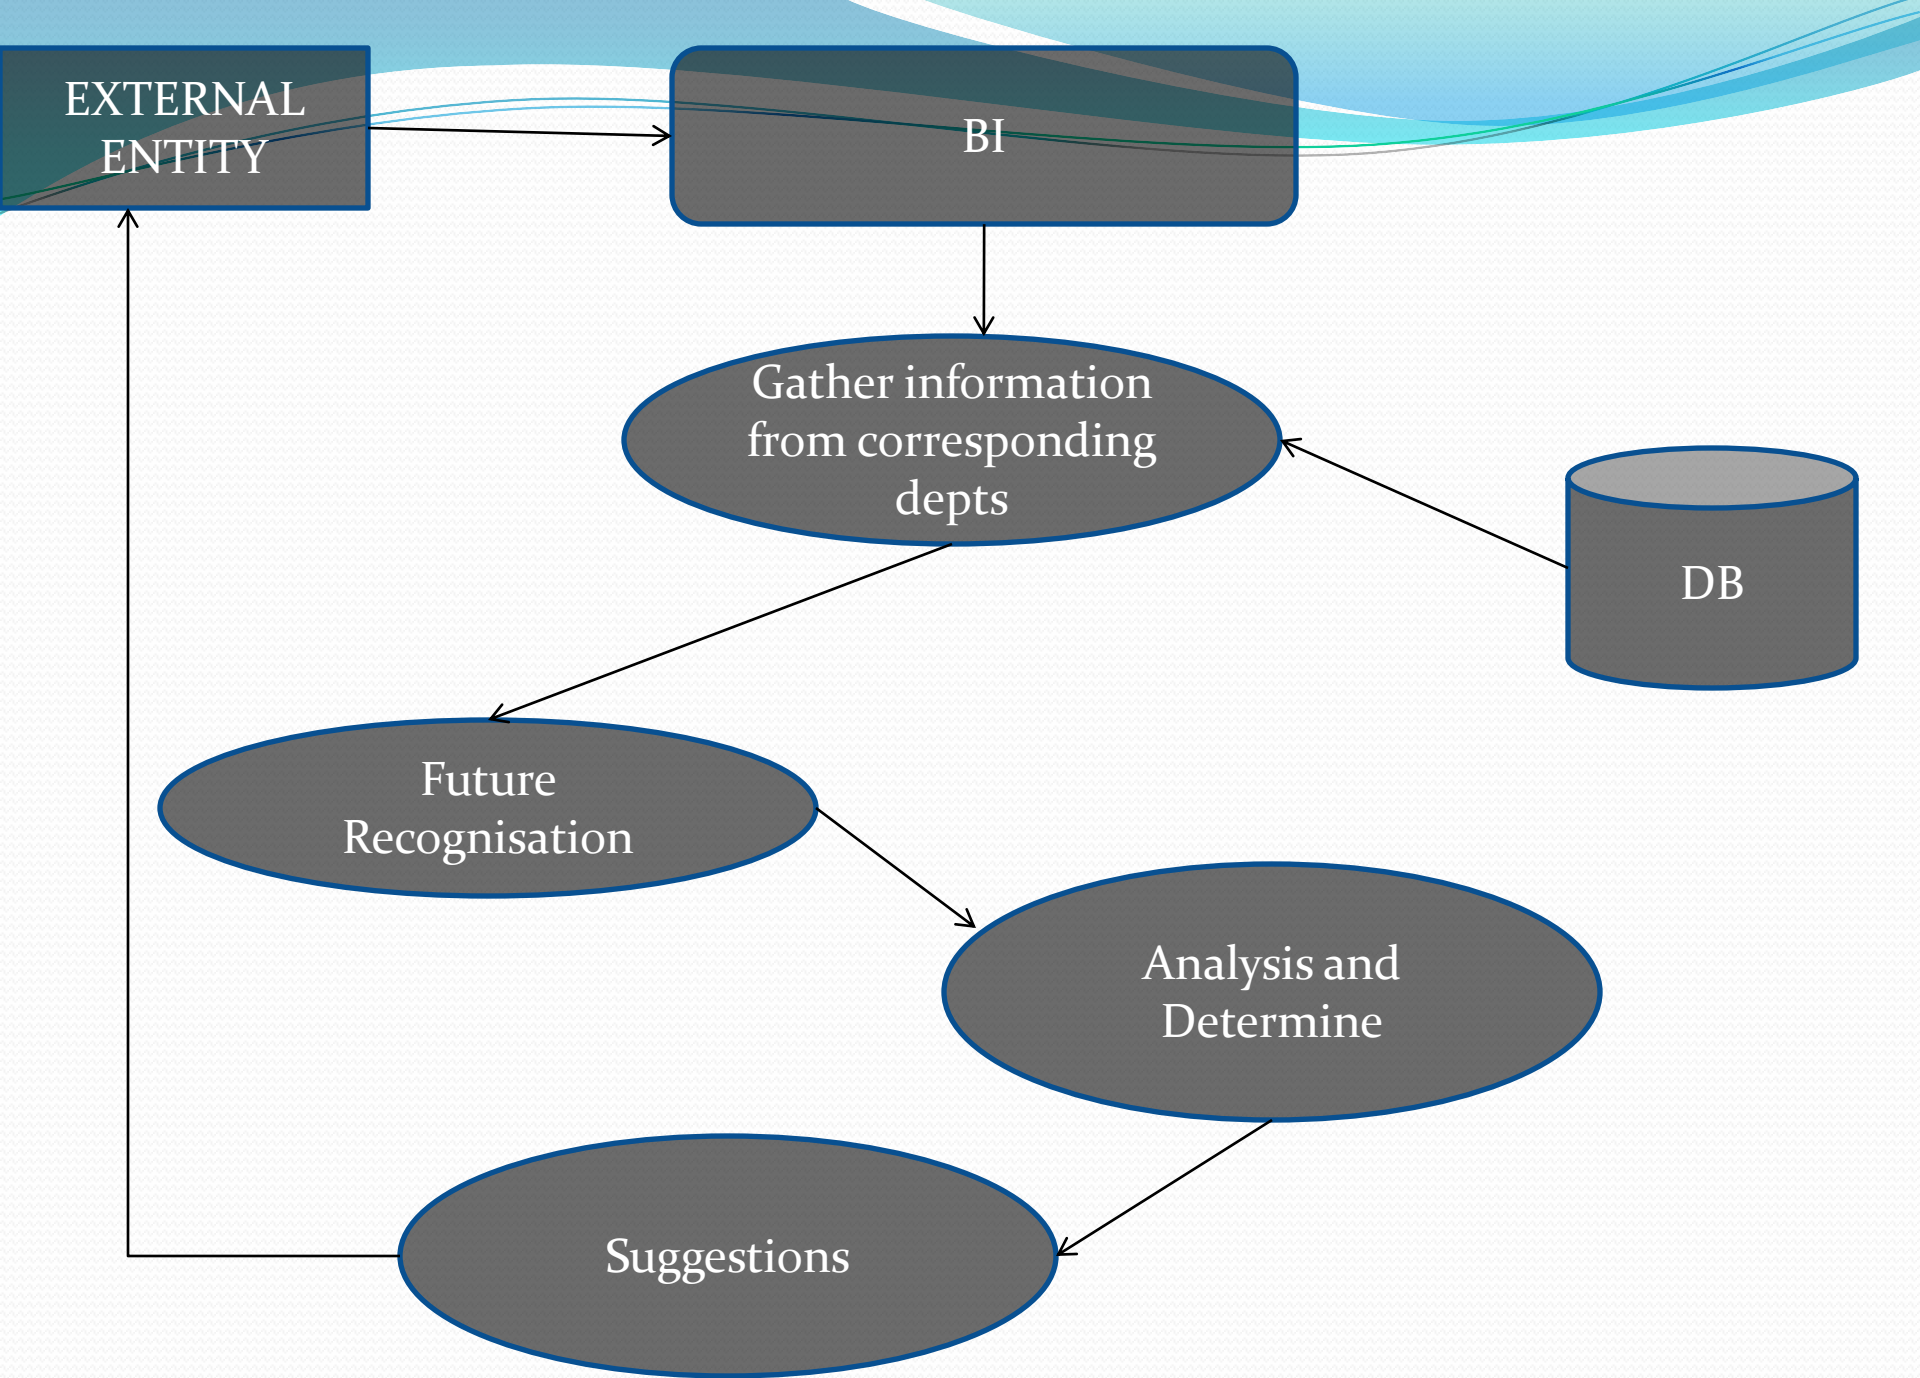 EXTERNAL
ENTITY
BI
Gather information
from corresponding
depts
DB
Future
Recognisation
Analysis and
Determine
Suggestions